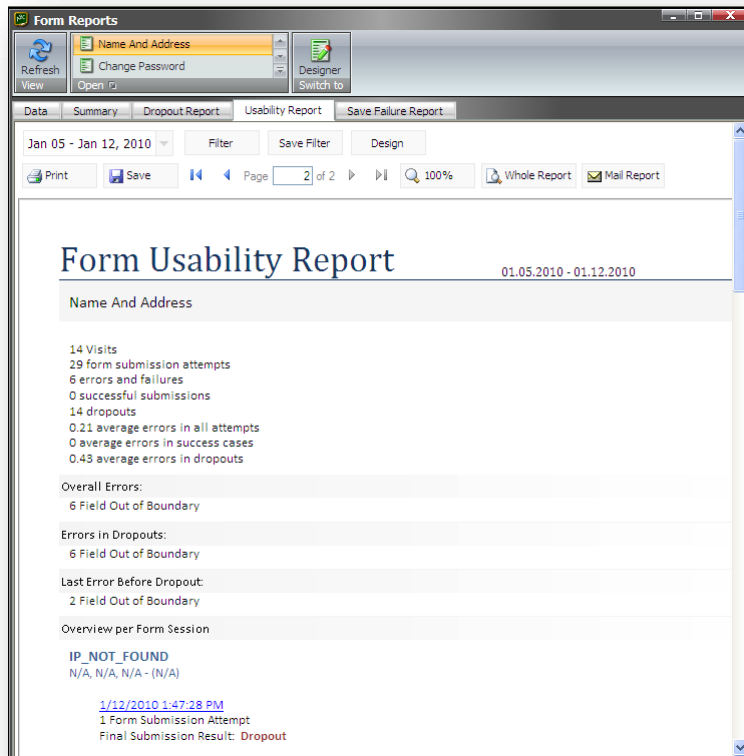 Form Reports
Refresh
View
Name And Address
Change Password
Open
Designer
Switch to
Data Summary Dropout Report Usability Report Save Failure Report
Jan 05 - Jan 12, 2010 Filter Save Filter Design
Print Save Page 2 of 2 100% Whole Report Mail Report
Form Usability Report 01.05.2010 - 01.12.2010
Name And Address
14 Visits
29 form submission attempts
6 errors and failures
0 successful submissions
14 dropouts
0.21 average errors in all attempts
0 average errors in success cases
0.43 average errors in dropouts
Overall Errors:
6 Field Out of Boundary
Errors in Dropouts:
6 Field Out of Boundary
Last Error Before Dropout:
2 Field Out of Boundary
Overview per Form Session
IP_NOT_FOUND
N/A, N/A, N/A - (N/A)
1/12/2010 1:47:28 PM
1 Form Submission Attempt
Final Submission Result: Dropout